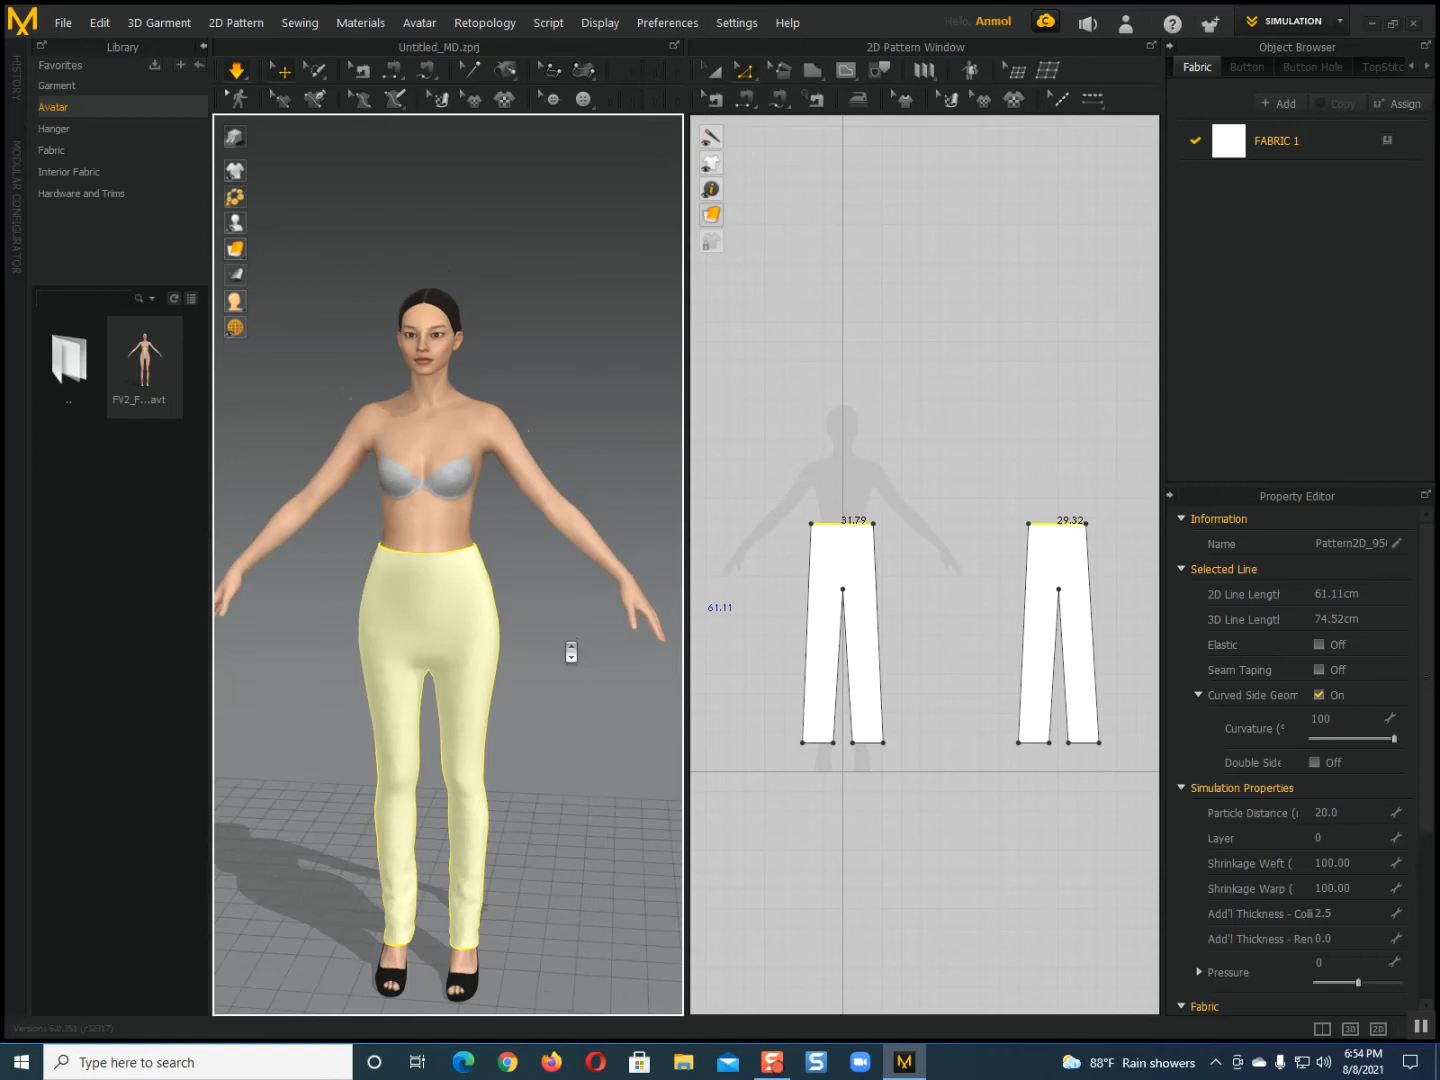 File Edit 3D Garment 2D Pattern Sewing Materials Avatar Retopology Script Display Preferences Settings Help
Hello, Anmol
SIMULATION
Library
Untitled_MD.zprj
2D Pattern Window
Object Browser
HISTORY
MODULAR CONFIGURATOR
Favorites
Garment
Avatar
Hanger
Fabric
Interior Fabric
Hardware and Trims
..
FV2_F...avt
31.79
29.32
61.11
Fabric Button Button Hole TopStitc
+ Add Copy Assign
FABRIC 1
Property Editor
Information
Name Pattern2D_95
Selected Line
2D Line Lengtl 61.11cm
3D Line Lengtl 74.52cm
Elastic Off
Seam Taping Off
Curved Side Geom On
Curvature (° 100
Double Side Off
Simulation Properties
Particle Distance (r 20.0
Layer 0
Shrinkage Weft ( 100.00
Shrinkage Warp ( 100.00
Add'l Thickness - Colli 2.5
Add'l Thickness - Ren 0.0
Pressure 0
Fabric
Version: 6.0.351 (r32317)
3D 2D
Type here to search
88°F Rain showers
6:54 PM
8/8/2021